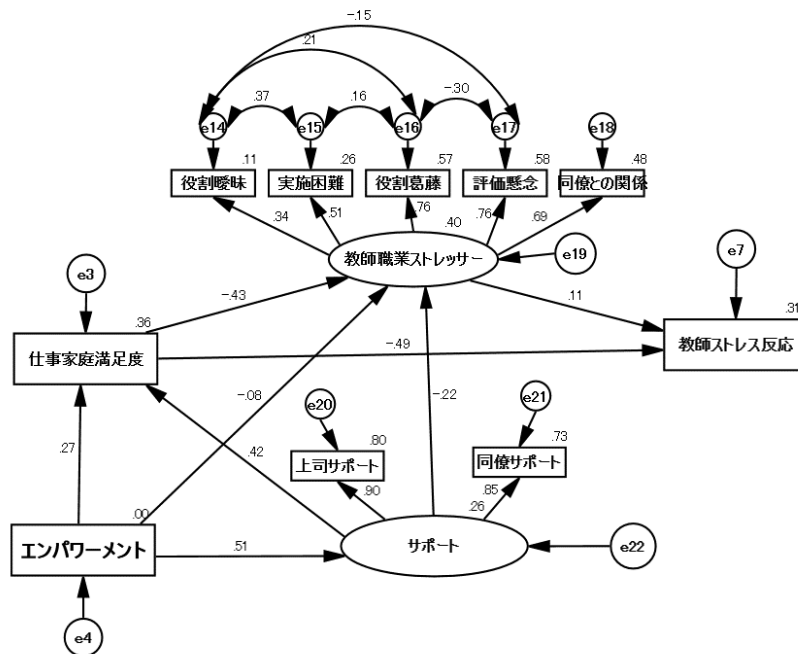 -.15
.21
.37
.16
-.30
e14
e15
e16
e17
e18
.11
.26
.57
.58
.48
役割曖昧
実施困難
役割葛藤
評価懸念
同僚との関係
.34
.51
.76
.76
.69
.40
教師職業ストレッサー
e19
e3
e7
-.43
.11
.36
.31
仕事家庭満足度
-.49
教師ストレス反応
-.08
-.22
e20
e21
.80
.73
上司サポート
同僚サポート
.27
.42
.90
.85
.00
.26
エンパワーメント
.51
サポート
e22
e4